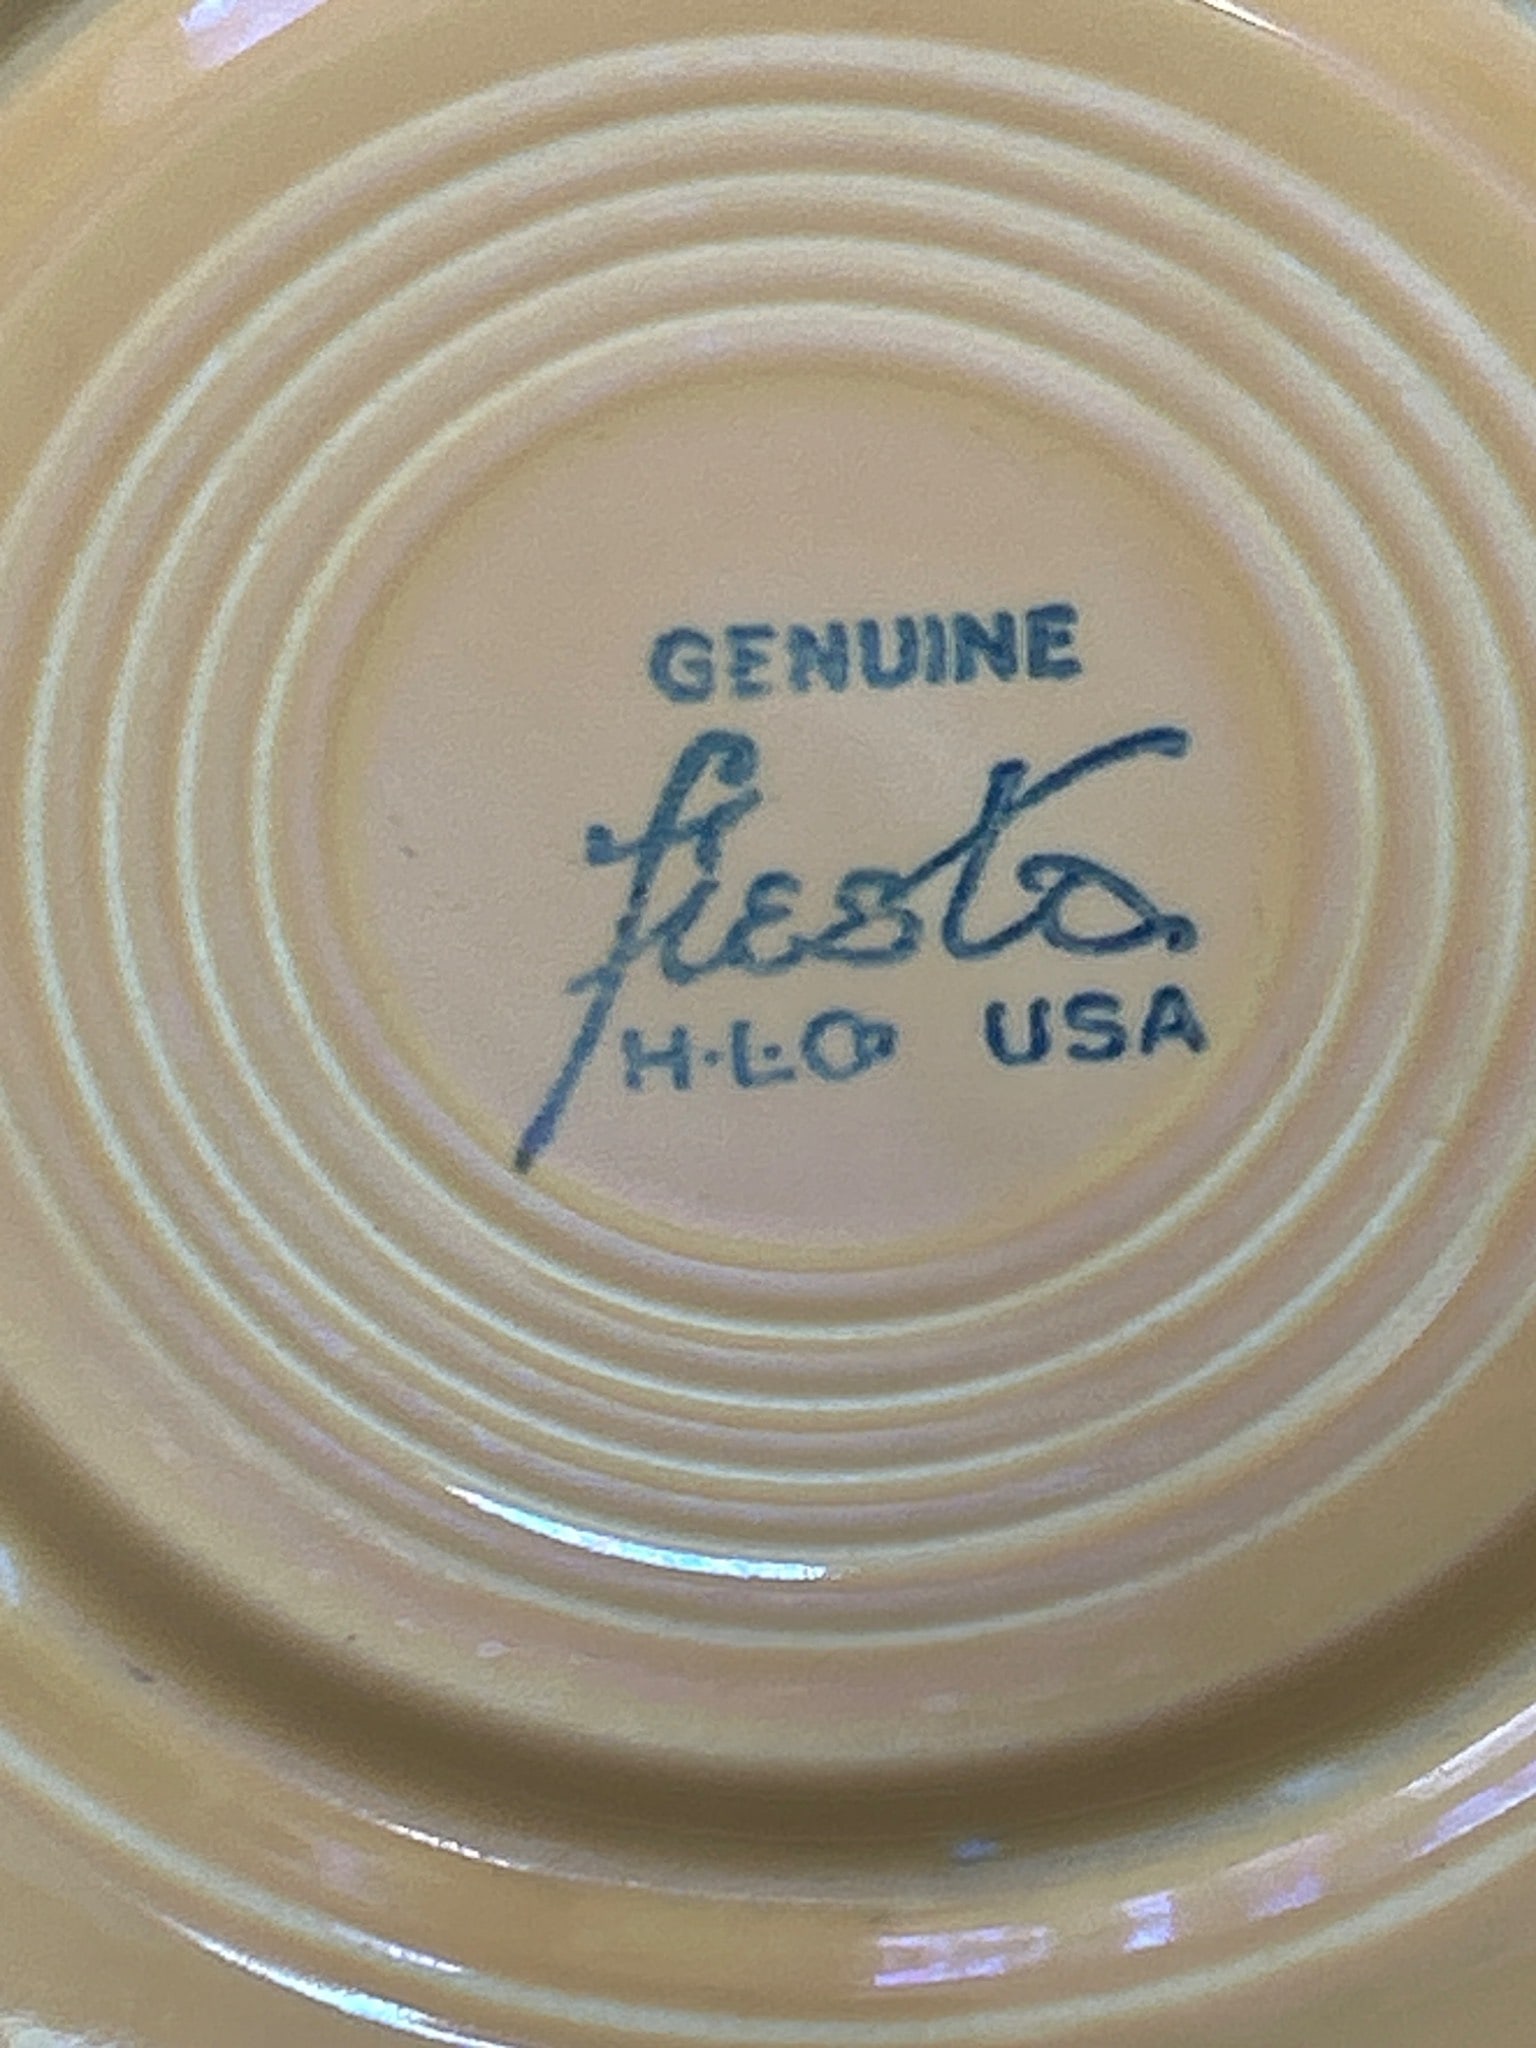 GENUINE
fiesta
H·L·Co USA